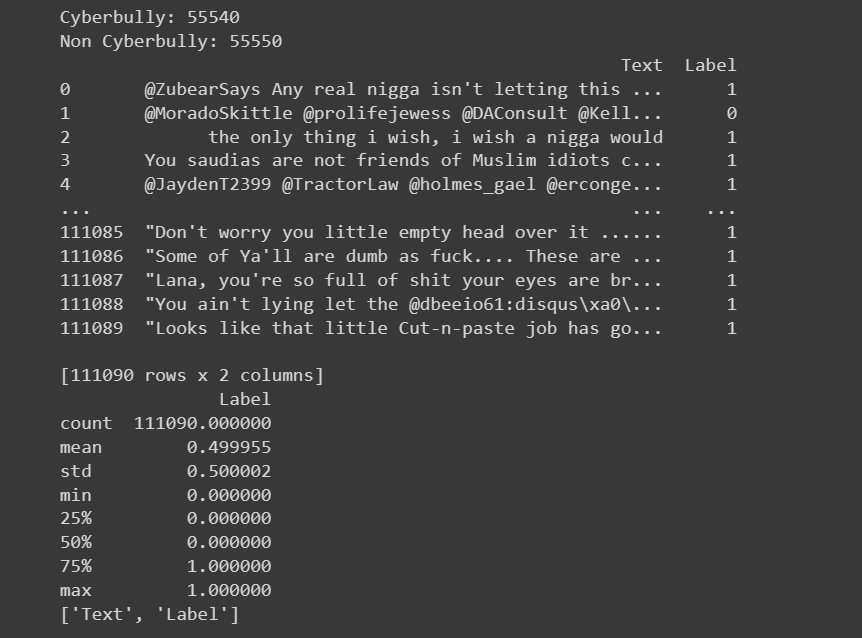 Cyberbully: 55540
Non Cyberbully: 55550
Text Label
0 @ZubearSays Any real nigga isn't letting this ... 1
1 @MoradoSkittle @prolifejewess @DAConsult @Kell... 0
2 the only thing i wish, i wish a nigga would 1
3 You saudias are not friends of Muslim idiots c... 1
4 @JaydenT2399 @TractorLaw @holmes_gael @erconge... 1
... ... ...
111085 "Don't worry you little empty head over it ...... 1
111086 "Some of Ya'll are dumb as fuck.... These are ... 1
111087 "Lana, you're so full of shit your eyes are br... 1
111088 "You ain't lying let the @dbeeio61:disqus\xa0\... 1
111089 "Looks like that little Cut-n-paste job has go... 1
[111090 rows x 2 columns]
Label
count 111090.000000
mean 0.499955
std 0.500002
min 0.000000
25% 0.000000
50% 0.000000
75% 1.000000
max 1.000000
['Text', 'Label']